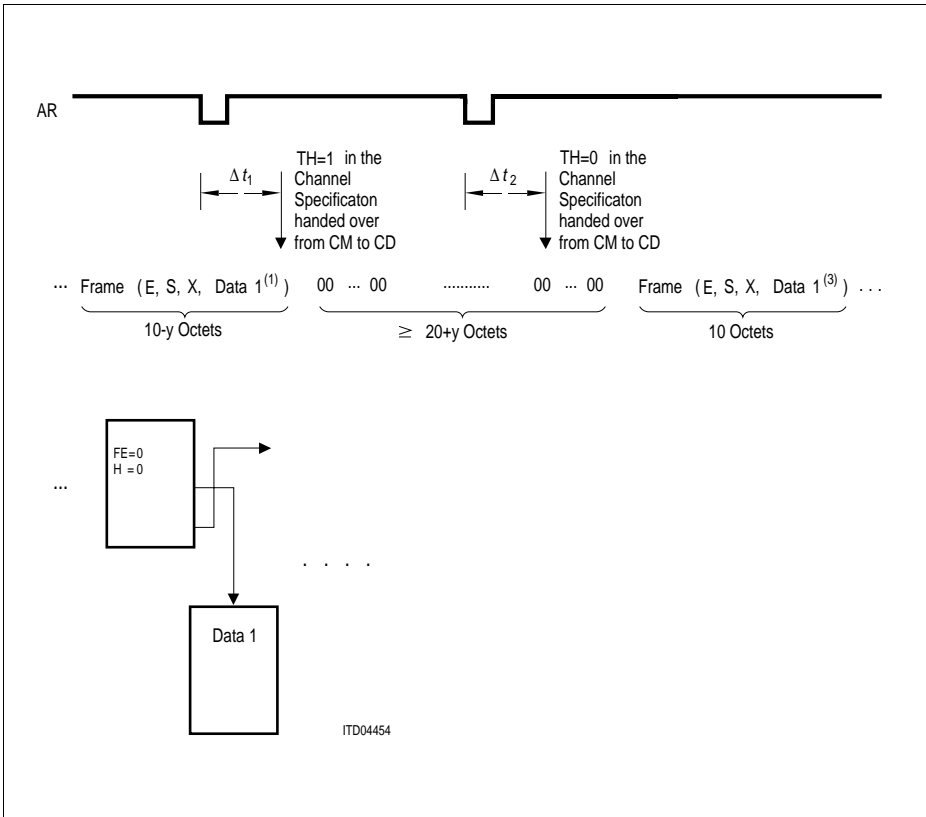 AR
Δ t1
TH=1 in the
Channel
Specificaton
handed over
from CM to CD
Δ t2
TH=0 in the
Channel
Specificaton
handed over
from CM to CD
... Frame (E, S, X, Data 1(1)) 00 ... 00 ........... 00 ... 00 Frame (E, S, X, Data 1(3)) ...
10-y Octets ≥ 20+y Octets 10 Octets
FE=0
H =0
...
. . . .
Data 1
ITD04454